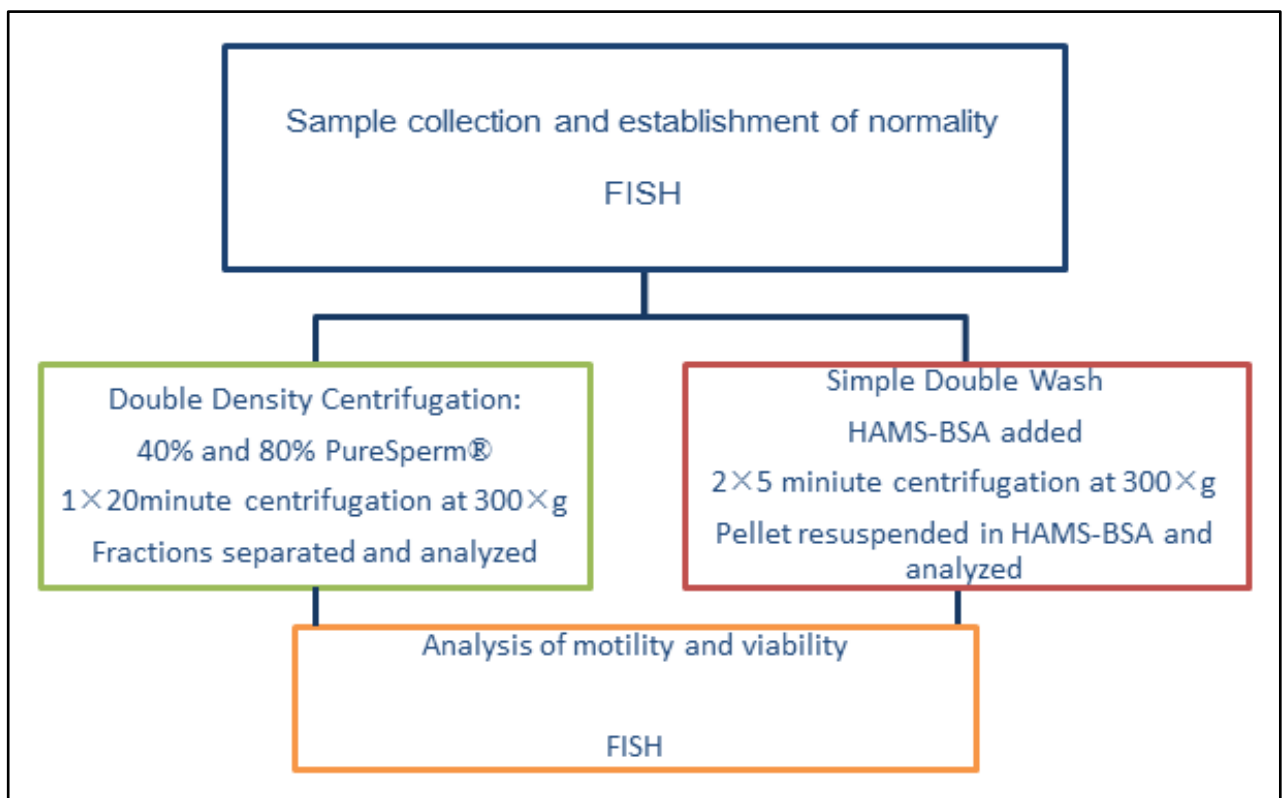 Sample collection and establishment of normality
FISH
Double Density Centrifugation:
40% and 80% PureSperm®
1×20minute centrifugation at 300×g
Fractions separated and analyzed
Simple Double Wash
HAMS-BSA added
2×5 miniute centrifugation at 300×g
Pellet resuspended in HAMS-BSA and
analyzed
Analysis of motility and viability
FISH